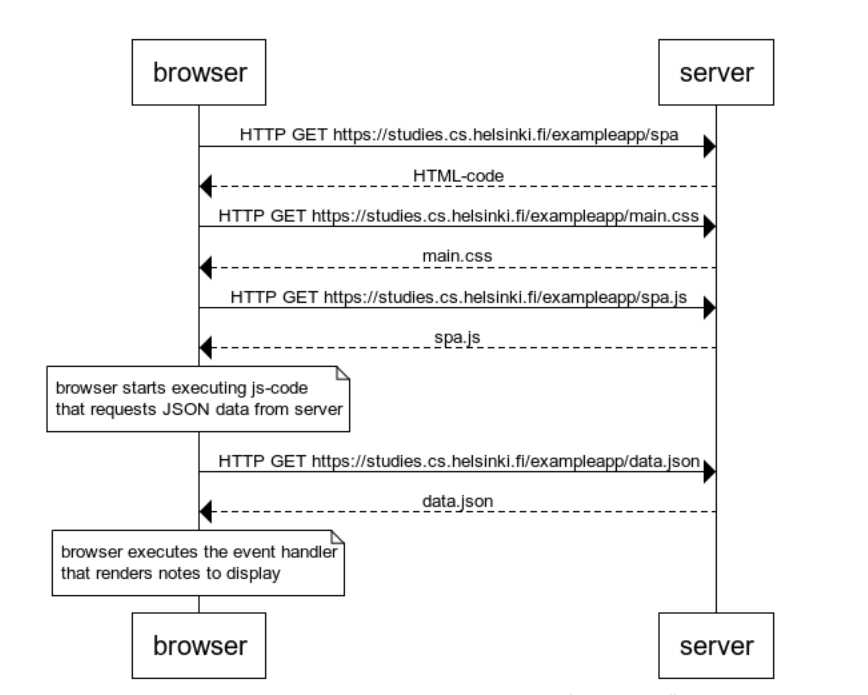 browser
server
HTTP GET https://studies.cs.helsinki.fi/exampleapp/spa
HTML-code
HTTP GET https://studies.cs.helsinki.fi/exampleapp/main.css
main.css
HTTP GET https://studies.cs.helsinki.fi/exampleapp/spa.js
spa.js
browser starts executing js-code
that requests JSON data from server
HTTP GET https://studies.cs.helsinki.fi/exampleapp/data.json
data.json
browser executes the event handler
that renders notes to display
browser
server